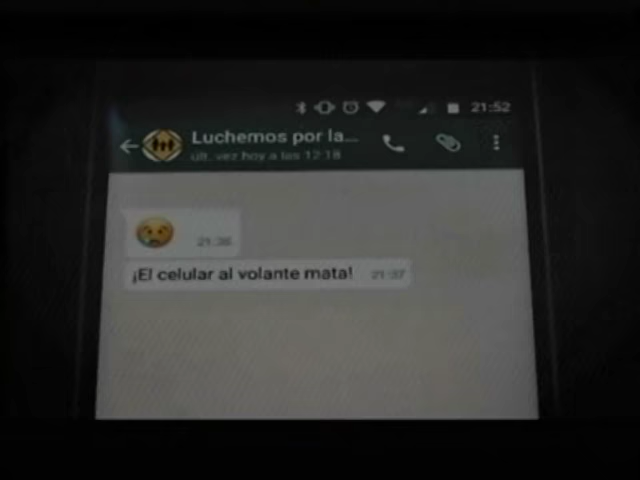 21:52
Luchemos por la...
últ. vez hoy a las 12:18
21:36
¡El celular al volante mata! 21:37